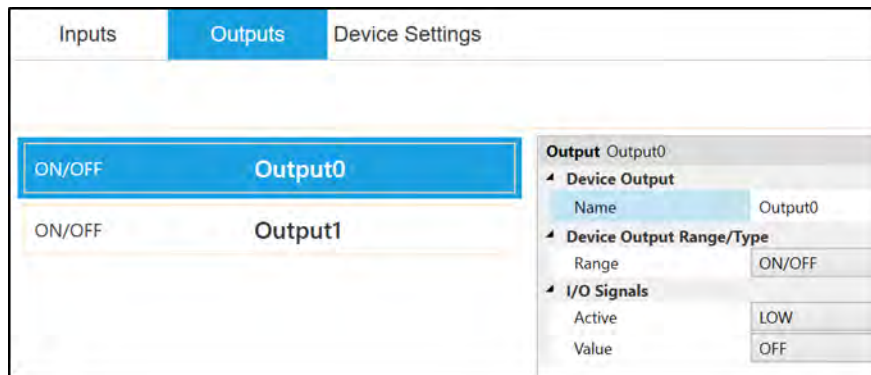 Inputs Outputs Device Settings
ON/OFF Output0
ON/OFF Output1
Output Output0
Device Output
Name Output0
Device Output Range/Type
Range ON/OFF
I/O Signals
Active LOW
Value OFF